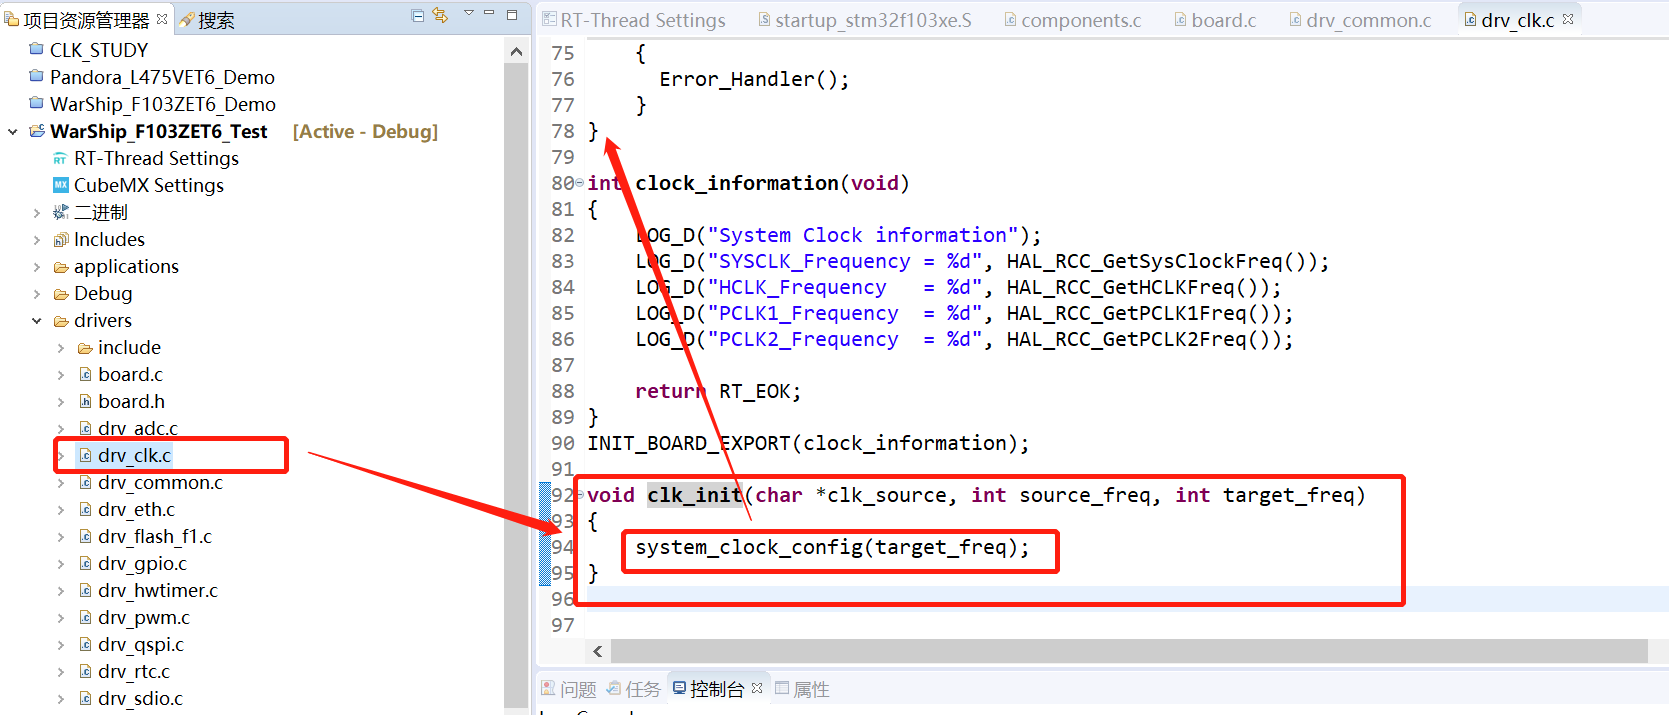 项目资源管理器
搜索
CLK_STUDY
Pandora_L475VET6_Demo
WarShip_F103ZET6_Demo
WarShip_F103ZET6_Test [Active - Debug]
RT-Thread Settings
CubeMX Settings
二进制
Includes
applications
Debug
drivers
include
board.c
board.h
drv_adc.c
drv_clk.c
drv_common.c
drv_eth.c
drv_flash_f1.c
drv_gpio.c
drv_hwtimer.c
drv_pwm.c
drv_qspi.c
drv_rtc.c
drv_sdio.c
RT-Thread Settings
startup_stm32f103xe.S
components.c
board.c
drv_common.c
drv_clk.c
75 {
76 Error_Handler();
77 }
78 }
79
80 int clock_information(void)
81 {
82 LOG_D("System Clock information");
83 LOG_D("SYSCLK_Frequency = %d", HAL_RCC_GetSysClockFreq());
84 LOG_D("HCLK_Frequency   = %d", HAL_RCC_GetHCLKFreq());
85 LOG_D("PCLK1_Frequency  = %d", HAL_RCC_GetPCLK1Freq());
86 LOG_D("PCLK2_Frequency  = %d", HAL_RCC_GetPCLK2Freq());
87
88 return RT_EOK;
89 }
90 INIT_BOARD_EXPORT(clock_information);
91
92 void clk_init(char *clk_source, int source_freq, int target_freq)
93 {
94 system_clock_config(target_freq);
95 }
96
97
问题
任务
控制台
属性